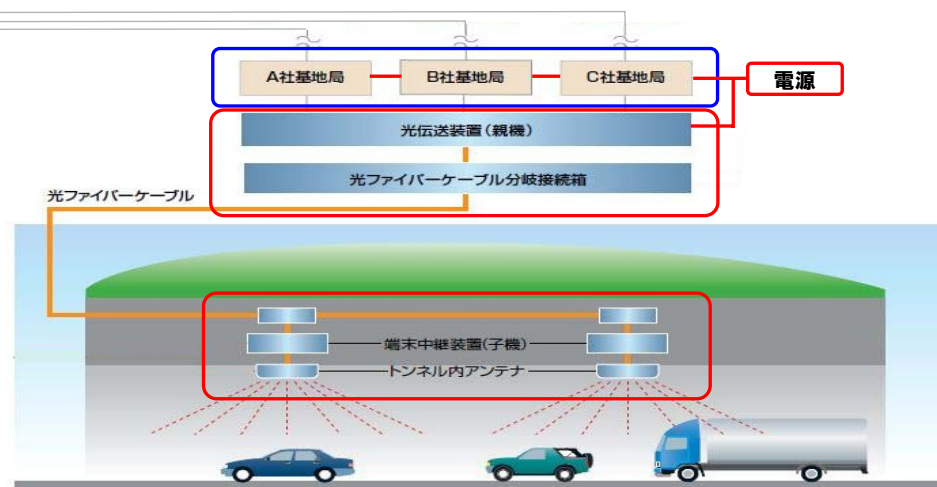 A社基地局
B社基地局
C社基地局
電源
光伝送装置(親機)
光ファイバーケーブル分岐接続箱
光ファイバーケーブル
端末中継装置(子機)
トンネル内アンテナ